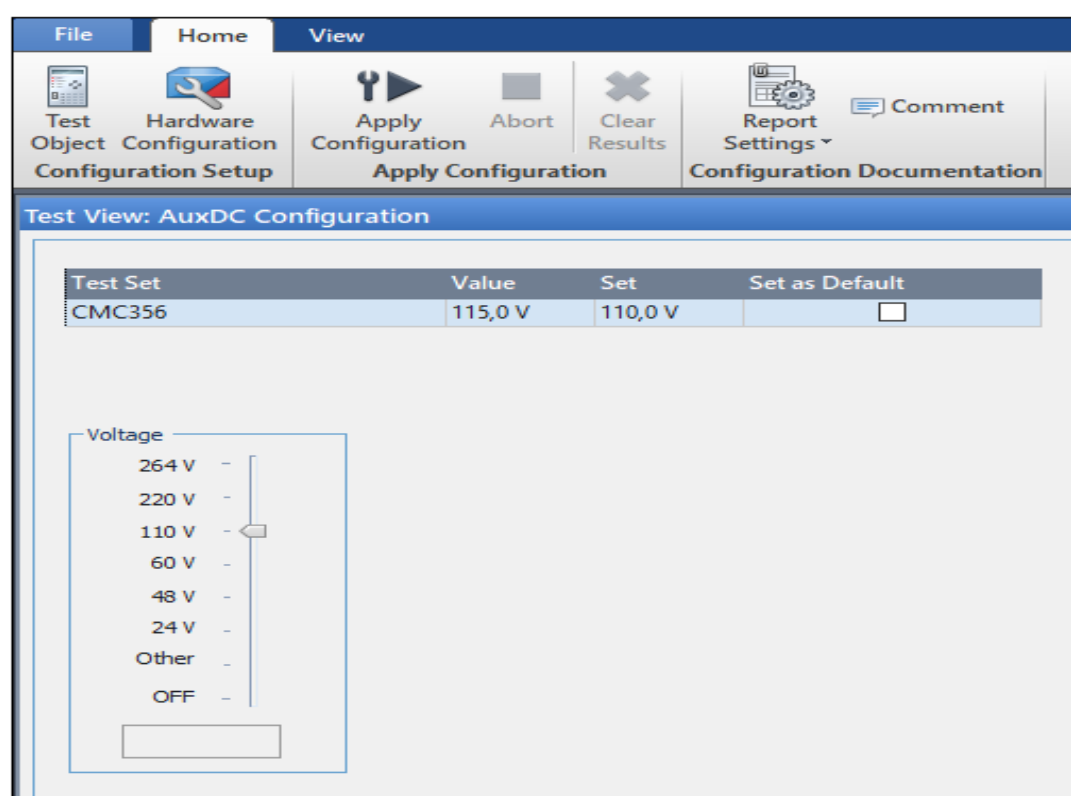 File Home View
Test Object
Hardware Configuration
Apply Configuration
Abort
Clear Results
Report Settings
Comment
Configuration Setup
Apply Configuration
Configuration Documentation
Test View: AuxDC Configuration
Test Set Value Set Set as Default
CMC356 115,0 V 110,0 V
Voltage
264 V
220 V
110 V
60 V
48 V
24 V
Other
OFF